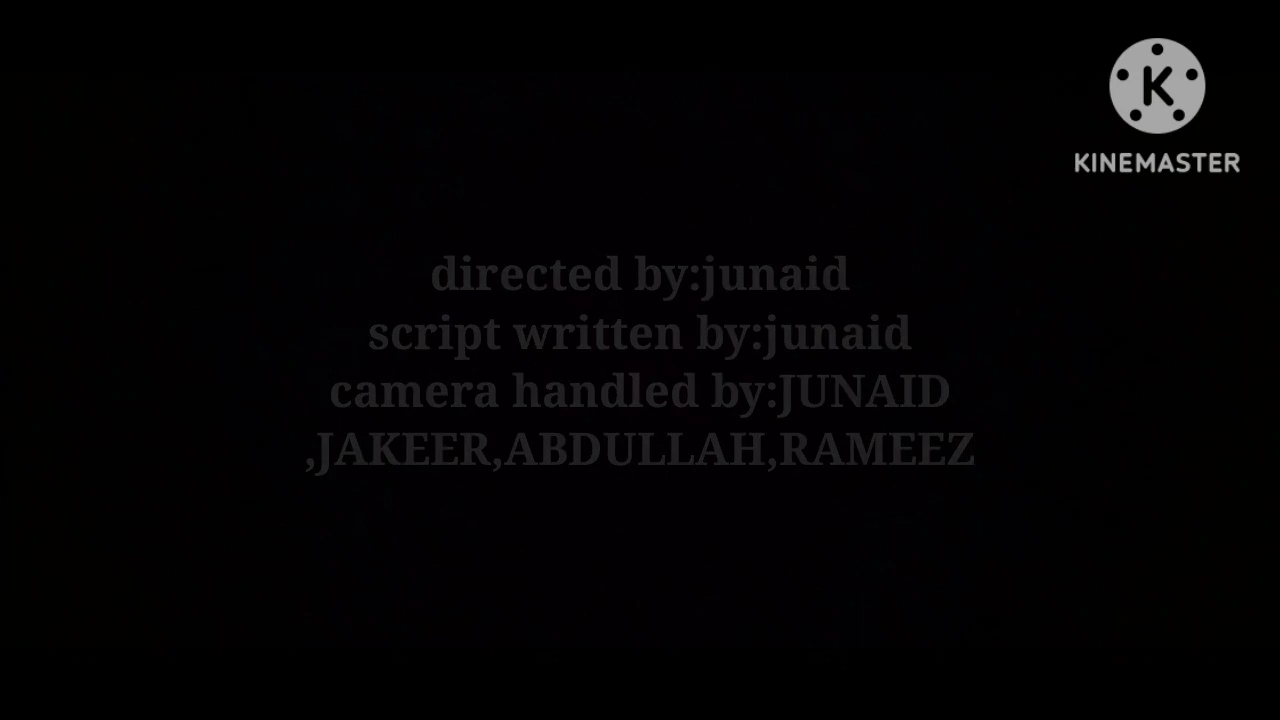 K
KINEMASTER
directed by:junaid
script written by:junaid
camera handled by:JUNAID
,JAKEER,ABDULLAH,RAMEEZ